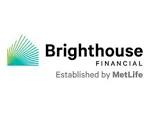 Brighthouse
FINANCIAL
Established by MetLife